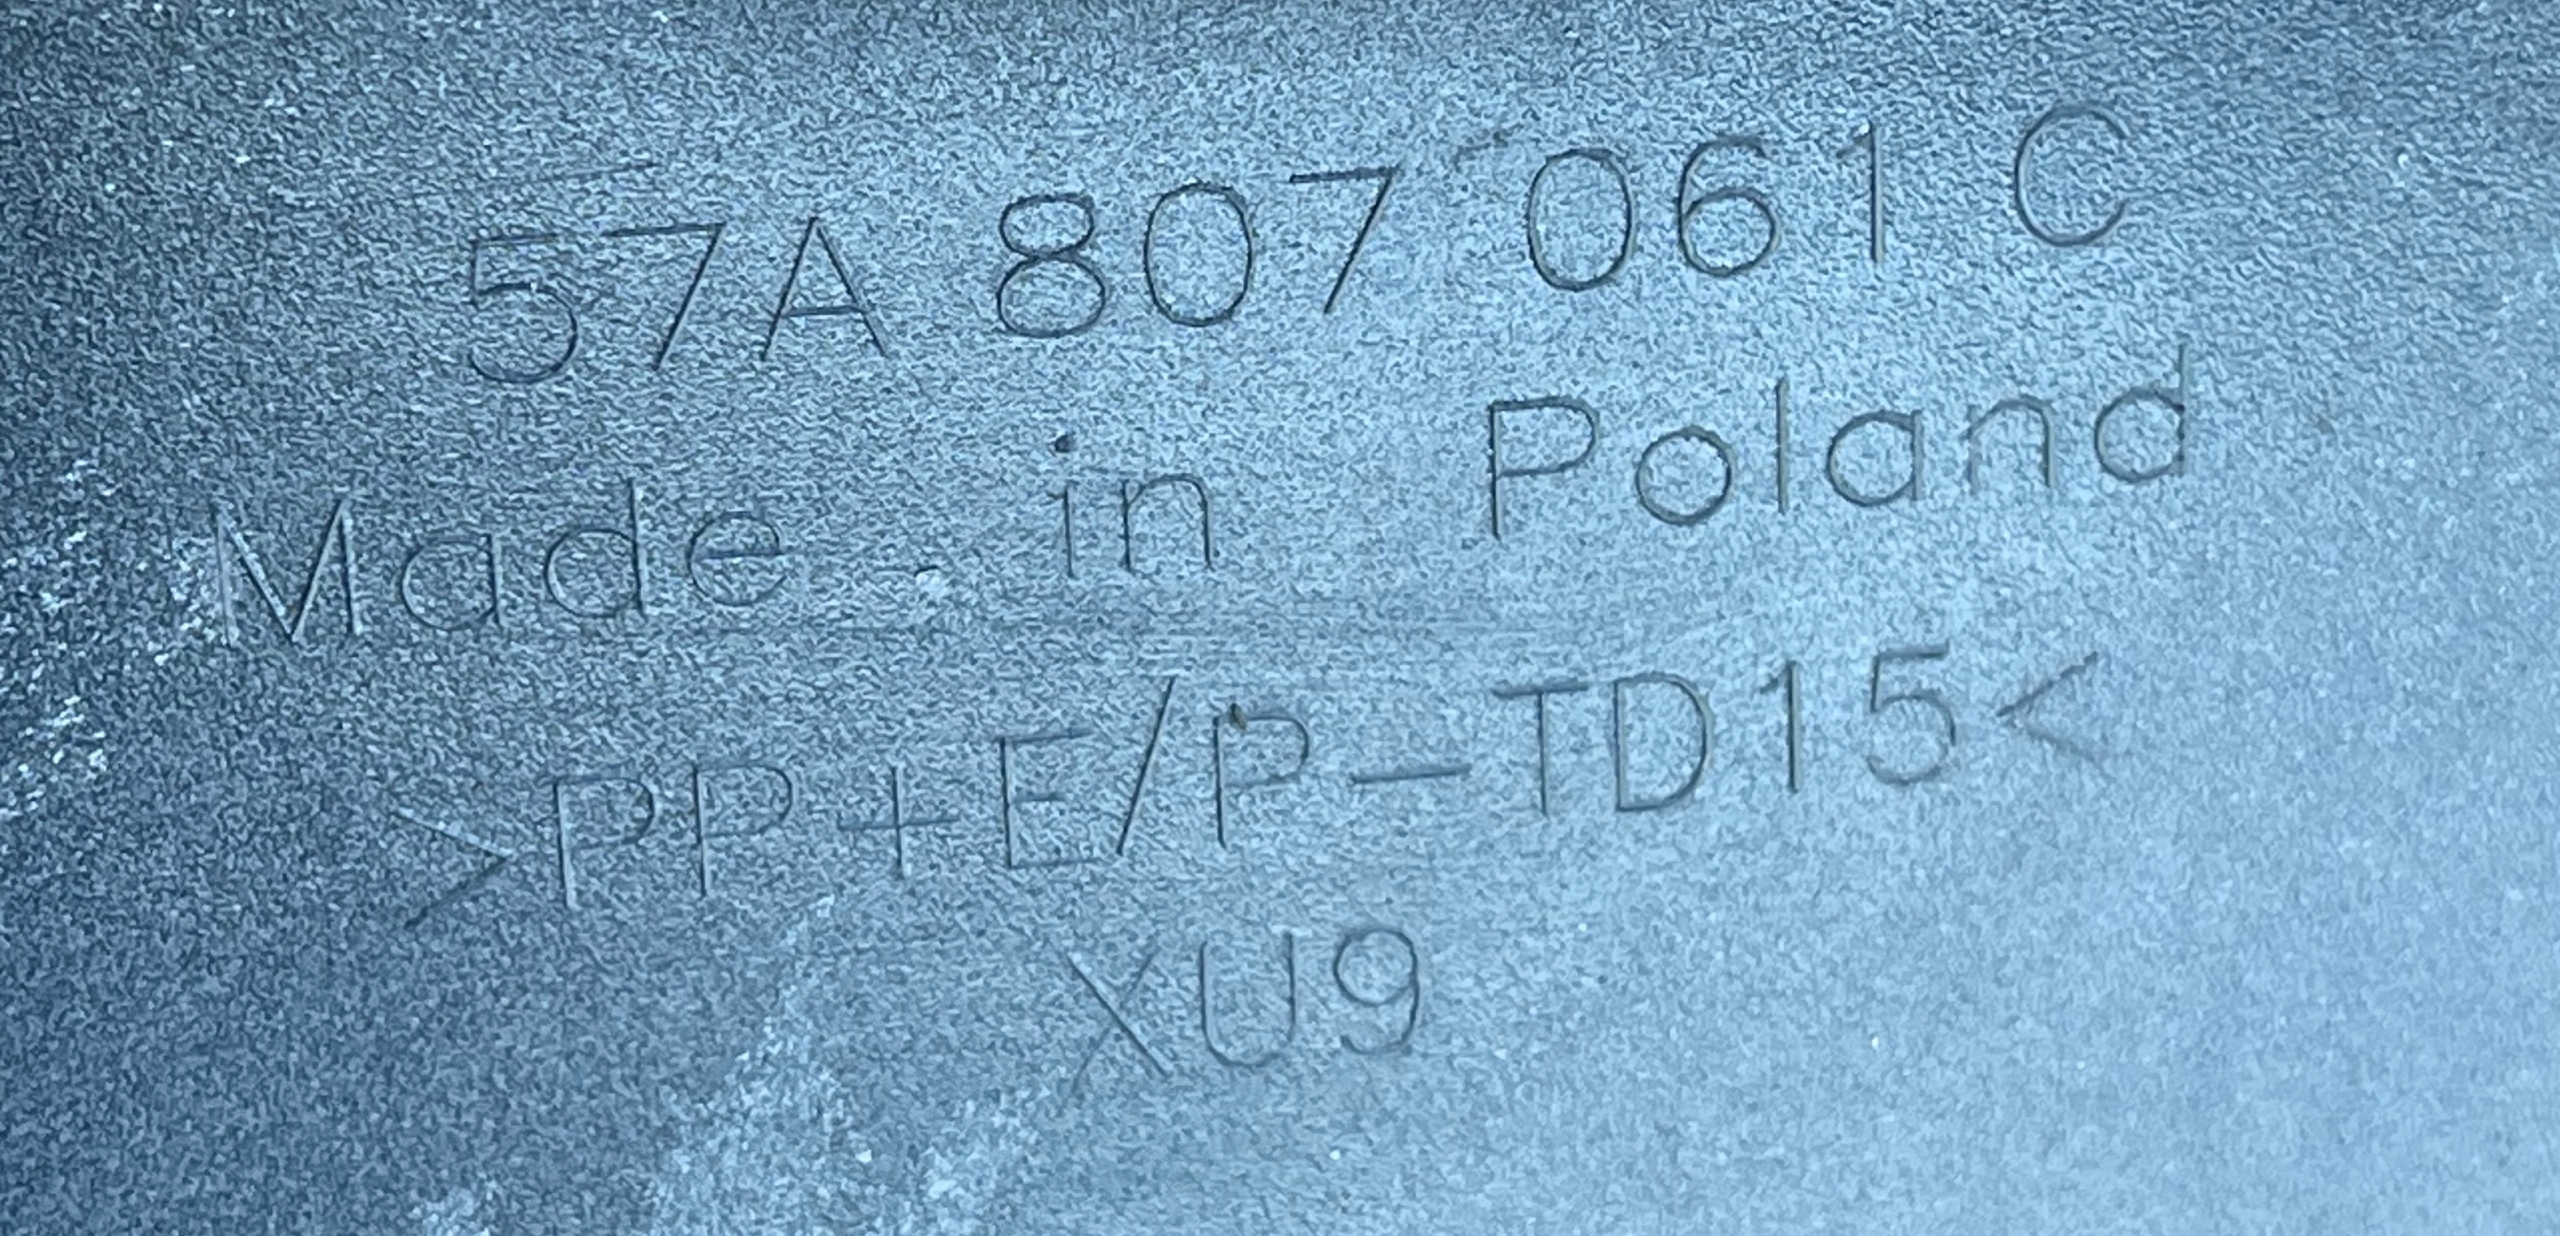 57A 807 061 C
Made in Poland
>PP+E/P-TD15<
XU9